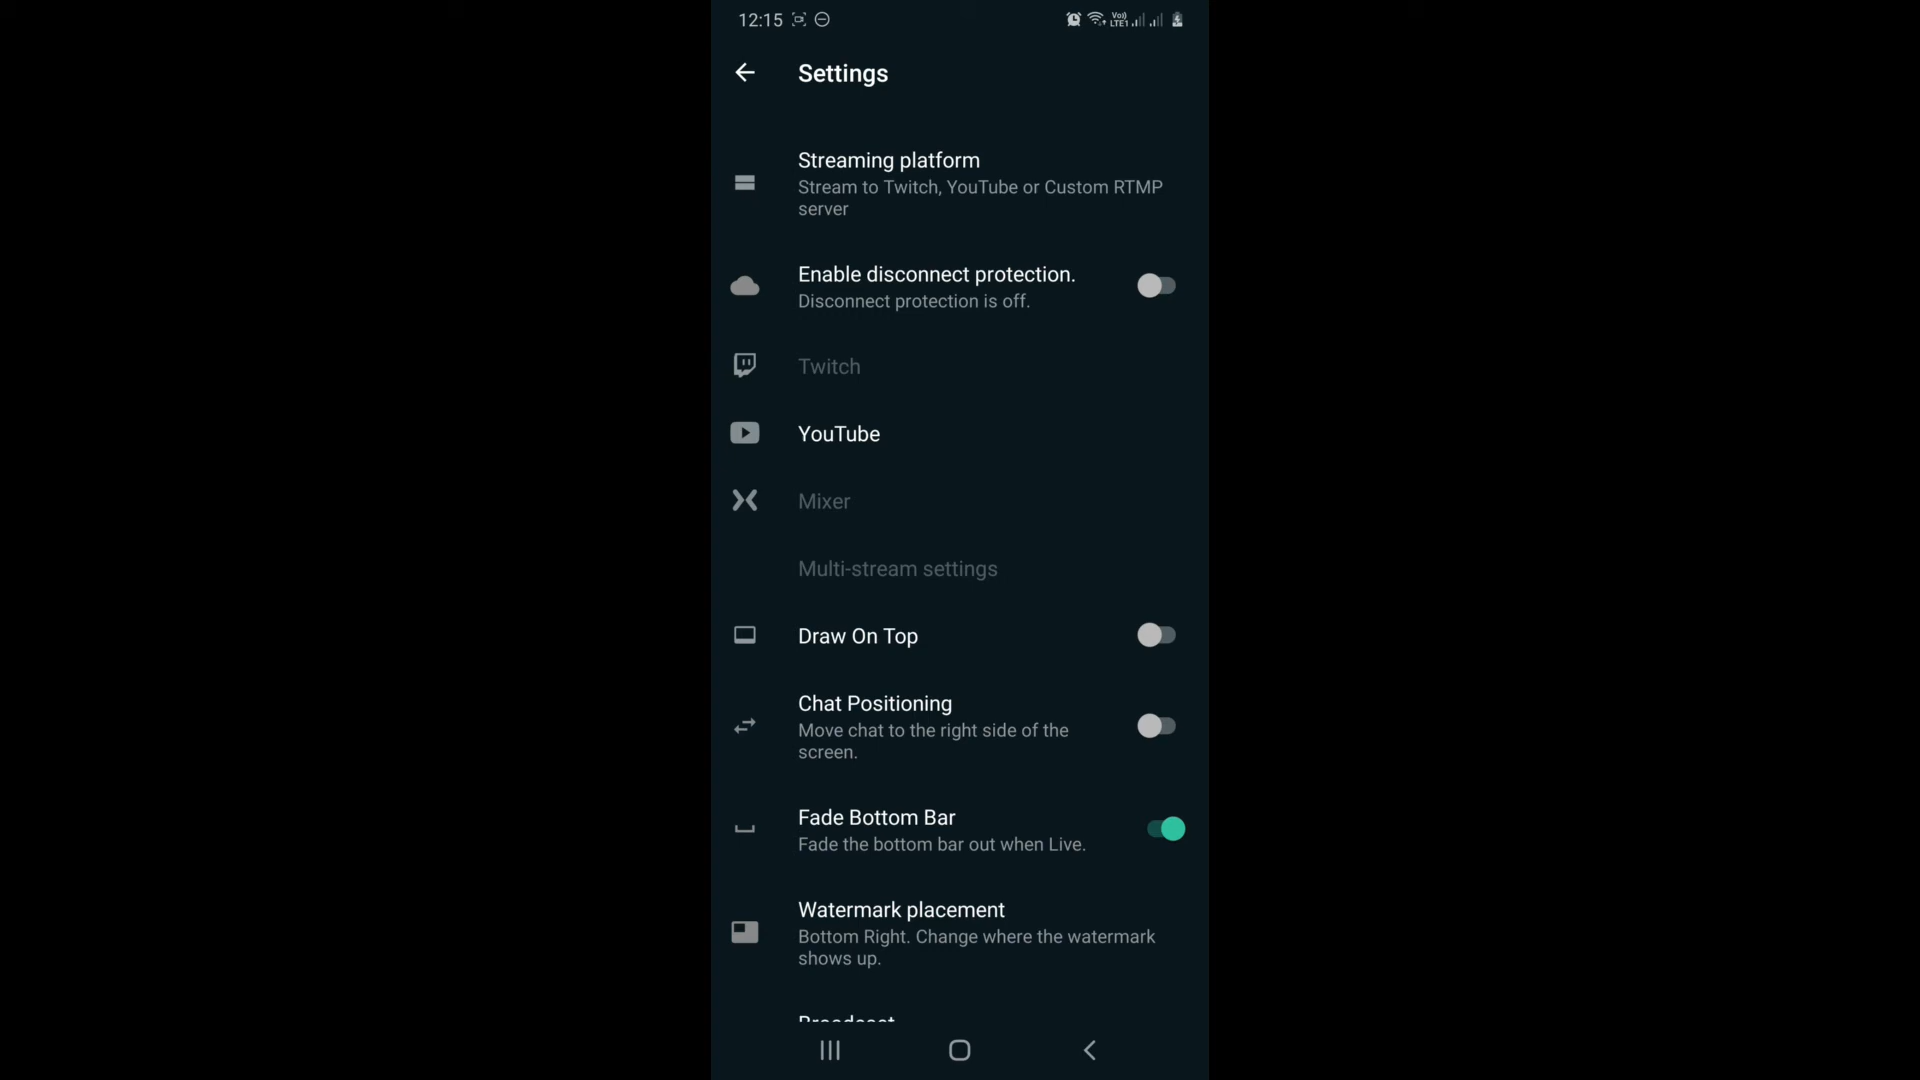 12:15
Vo)) LTE1
Settings
Streaming platform
Stream to Twitch, YouTube or Custom RTMP
server
Enable disconnect protection.
Disconnect protection is off.
Twitch
YouTube
Mixer
Multi-stream settings
Draw On Top
Chat Positioning
Move chat to the right side of the
screen.
Fade Bottom Bar
Fade the bottom bar out when Live.
Watermark placement
Bottom Right. Change where the watermark
shows up.
Broadcast